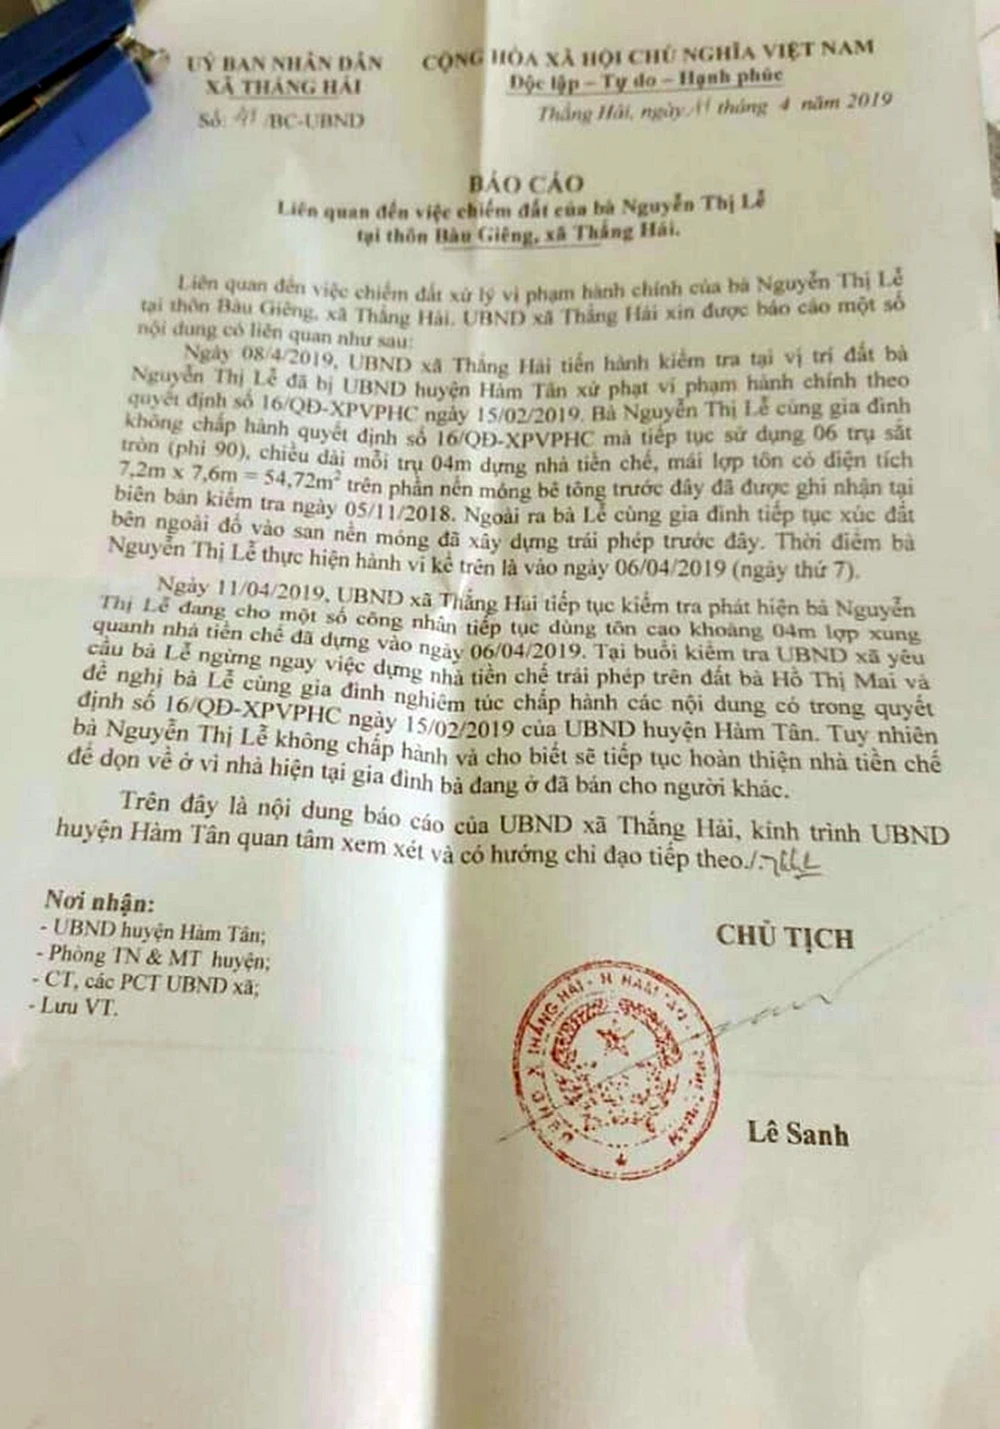 UỶ BAN NHÂN DÂN
XÃ THẮNG HẢI
Số: /BC-UBND
CỘNG HÒA XÃ HỘI CHỦ NGHĨA VIỆT NAM
Độc lập – Tự do – Hạnh phúc
Thắng Hải, ngày 11 tháng 4 năm 2019
BÁO CÁO
Liên quan đến việc chiếm đất của bà Nguyễn Thị Lễ
tại thôn Bàu Giêng, xã Thắng Hải.
Liên quan đến việc chiếm đất xử lý vi phạm hành chính của bà Nguyễn Thị Lễ
tại thôn Bàu Giêng, xã Thắng Hải. UBND xã Thắng Hải xin được báo cáo một số
nội dung có liên quan như sau:
Ngày 08/4/2019, UBND xã Thắng Hải tiến hành kiểm tra tại vị trí đất bà
Nguyễn Thị Lễ đã bị UBND huyện Hàm Tân xử phạt vi phạm hành chính theo
quyết định số 16/QĐ-XPVPHC ngày 15/02/2019. Bà Nguyễn Thị Lễ cùng gia đình
không chấp hành quyết định số 16/QĐ-XPVPHC mà tiếp tục sử dụng 06 trụ sắt
tròn (phi 90), chiều dài mỗi trụ 04m dựng nhà tiền chế, mái lợp tôn có diện tích
7,2m x 7,6m = 54,72m² trên phần nền móng bê tông trước đây đã được ghi nhận tại
biên bản kiểm tra ngày 05/11/2018. Ngoài ra bà Lễ cùng gia đình tiếp tục xúc đất
bên ngoài đổ vào san nền móng đã xây dựng trái phép trước đây. Thời điểm bà
Nguyễn Thị Lễ thực hiện hành vi kể trên là vào ngày 06/04/2019 (ngày thứ 7).
Ngày 11/04/2019, UBND xã Thắng Hải tiếp tục kiểm tra phát hiện bà Nguyễn
Thị Lễ đang cho một số công nhân tiếp tục dùng tôn cao khoảng 04m lợp xung
quanh nhà tiền chế đã dựng vào ngày 06/04/2019. Tại buổi kiểm tra UBND xã yêu
cầu bà Lễ ngừng ngay việc dựng nhà tiền chế trái phép trên đất bà Hồ Thị Mai và
đề nghị bà Lễ cùng gia đình nghiêm túc chấp hành các nội dung có trong quyết
định số 16/QĐ-XPVPHC ngày 15/02/2019 của UBND huyện Hàm Tân. Tuy nhiên
bà Nguyễn Thị Lễ không chấp hành và cho biết sẽ tiếp tục hoàn thiện nhà tiền chế
để dọn về ở vì nhà hiện tại gia đình bà đang ở đã bán cho người khác.
Trên đây là nội dung báo cáo của UBND xã Thắng Hải, kính trình UBND
huyện Hàm Tân quan tâm xem xét và có hướng chỉ đạo tiếp theo./.
Nơi nhận:
- UBND huyện Hàm Tân;
- Phòng TN & MT huyện;
- CT, các PCT UBND xã;
- Lưu VT.
CHỦ TỊCH
UBND X. THẮNG HẢI - H. HÀM TÂN -
Lê Sanh